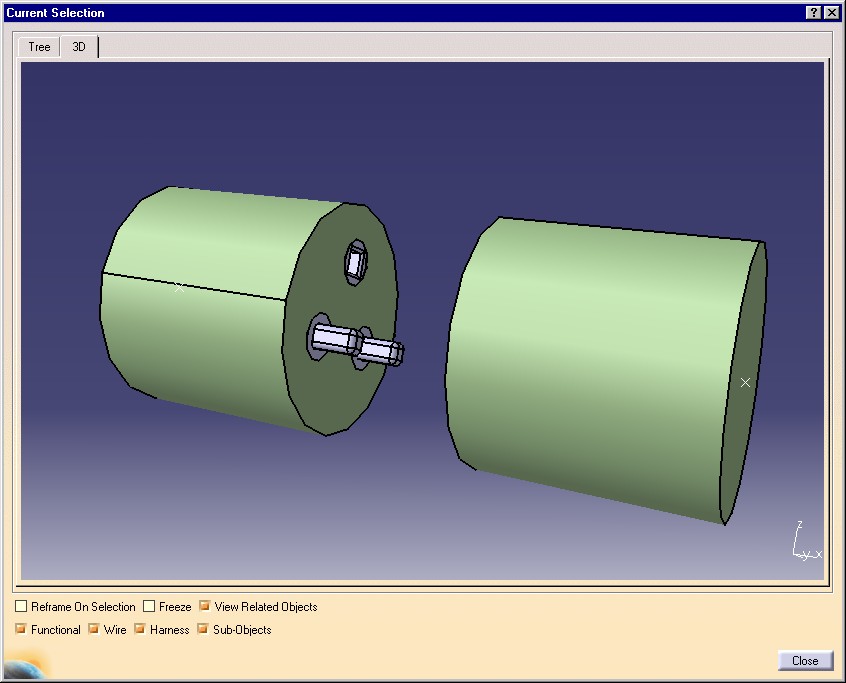 Current Selection
Tree 3D
z
y x
Reframe On Selection Freeze View Related Objects
Functional Wire Harness Sub-Objects
Close